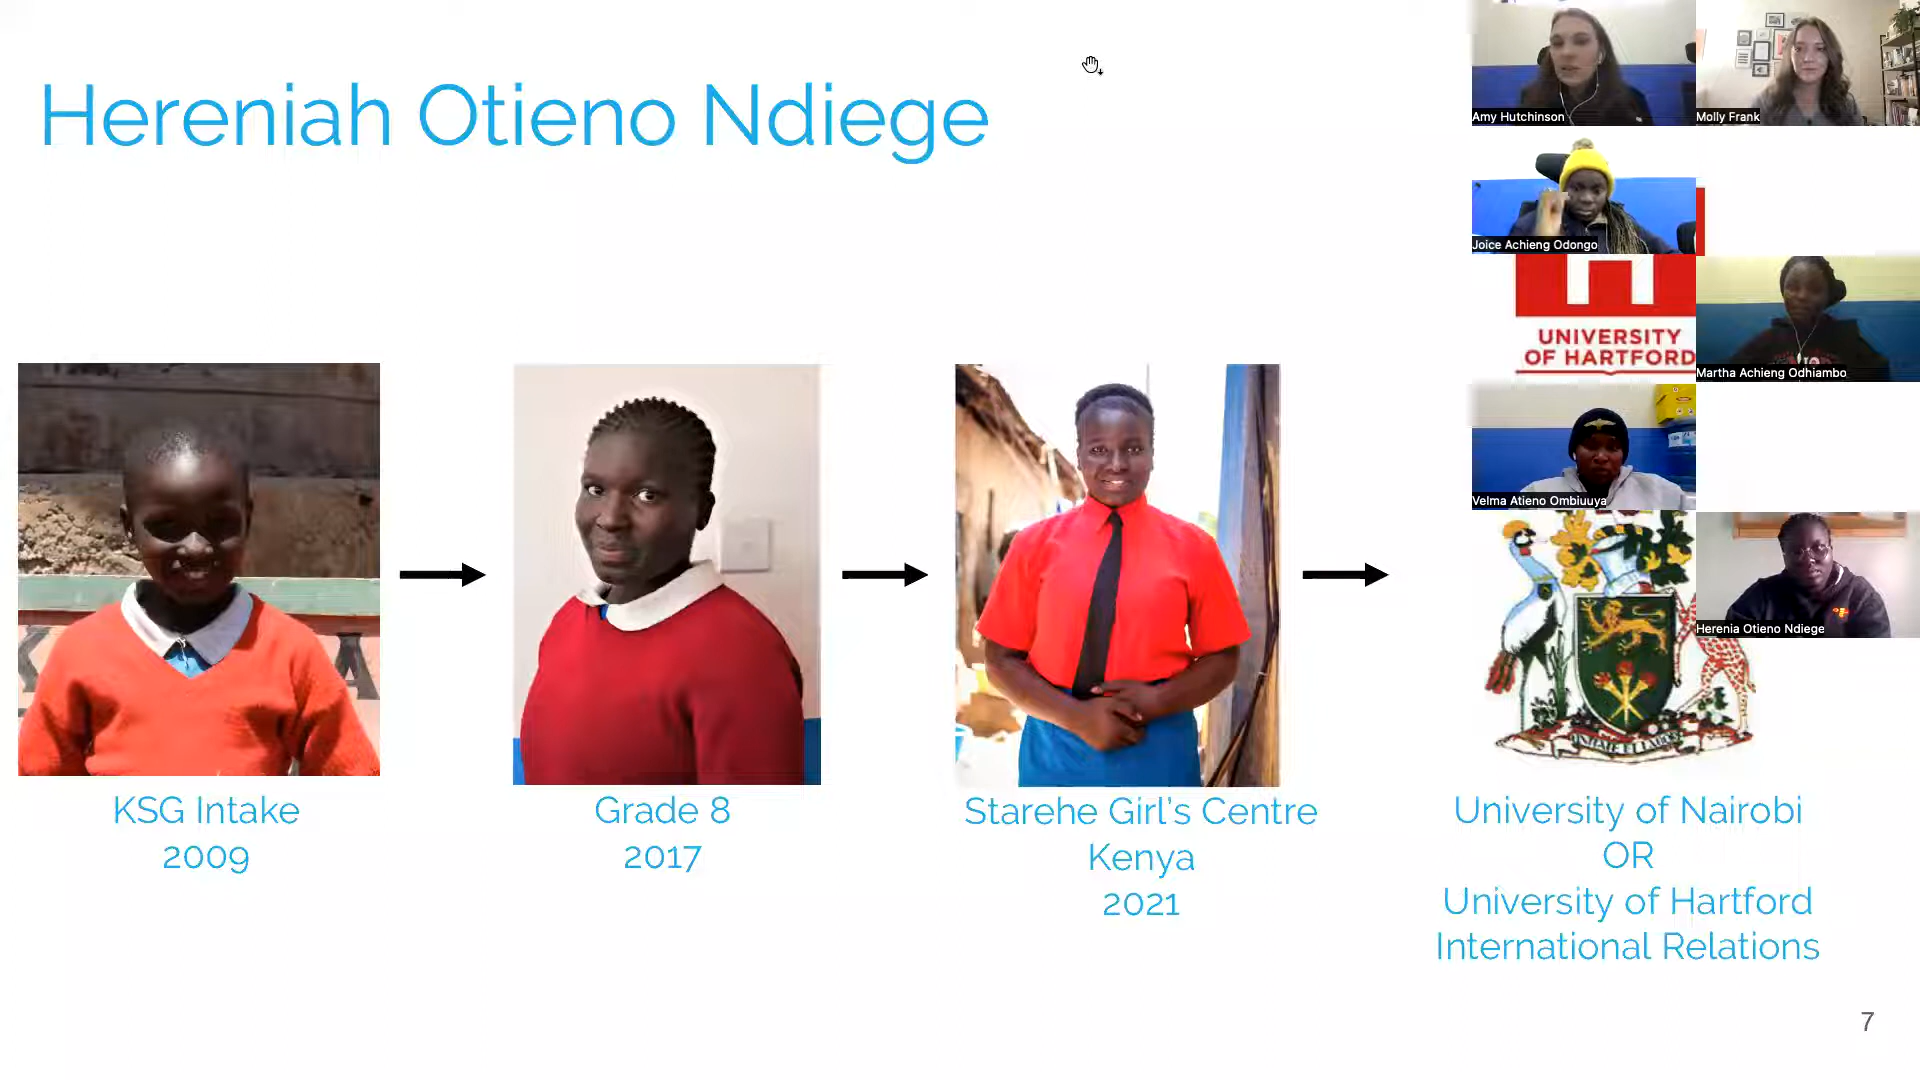 Hereniah Otieno Ndiege
Amy Hutchinson
Molly Frank
Joice Achieng Odongo
Martha Achieng Odhiambo
Velma Atieno Ombiuuya
Herenia Otieno Ndiege
UNIVERSITY
OF HARTFORD
KSG Intake
2009
Grade 8
2017
Starehe Girl's Centre
Kenya
2021
University of Nairobi
OR
University of Hartford
International Relations
7